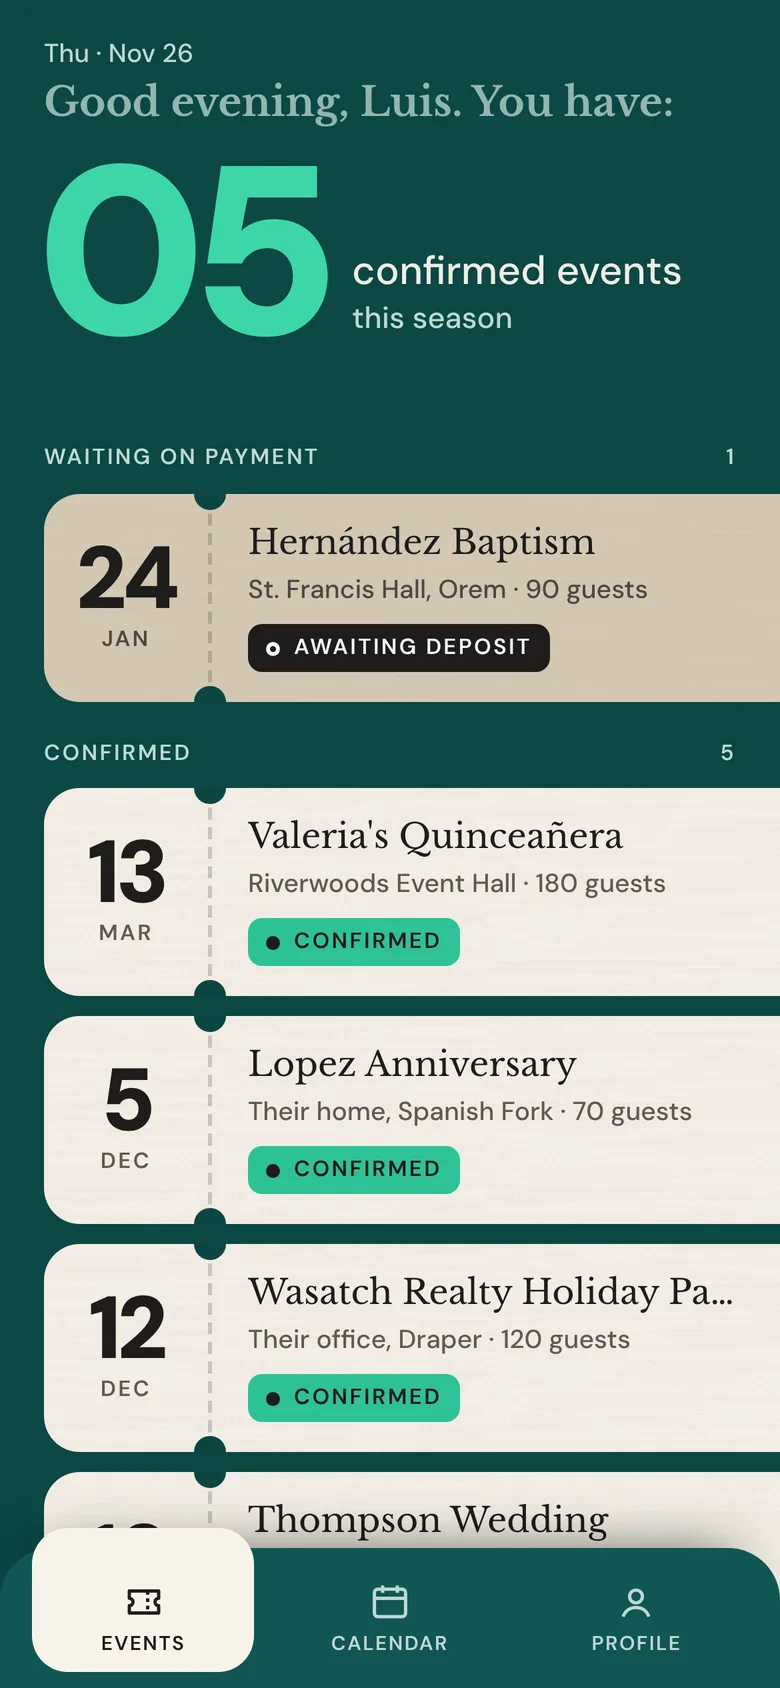 Thu · Nov 26
Good evening, Luis. You have:
05
confirmed events
this season
WAITING ON PAYMENT 1
24
JAN
Hernández Baptism
St. Francis Hall, Orem · 90 guests
AWAITING DEPOSIT
CONFIRMED 5
13
MAR
Valeria's Quinceañera
Riverwoods Event Hall · 180 guests
CONFIRMED
5
DEC
Lopez Anniversary
Their home, Spanish Fork · 70 guests
CONFIRMED
12
DEC
Wasatch Realty Holiday Pa...
Their office, Draper · 120 guests
CONFIRMED
Thompson Wedding
EVENTS
CALENDAR
PROFILE